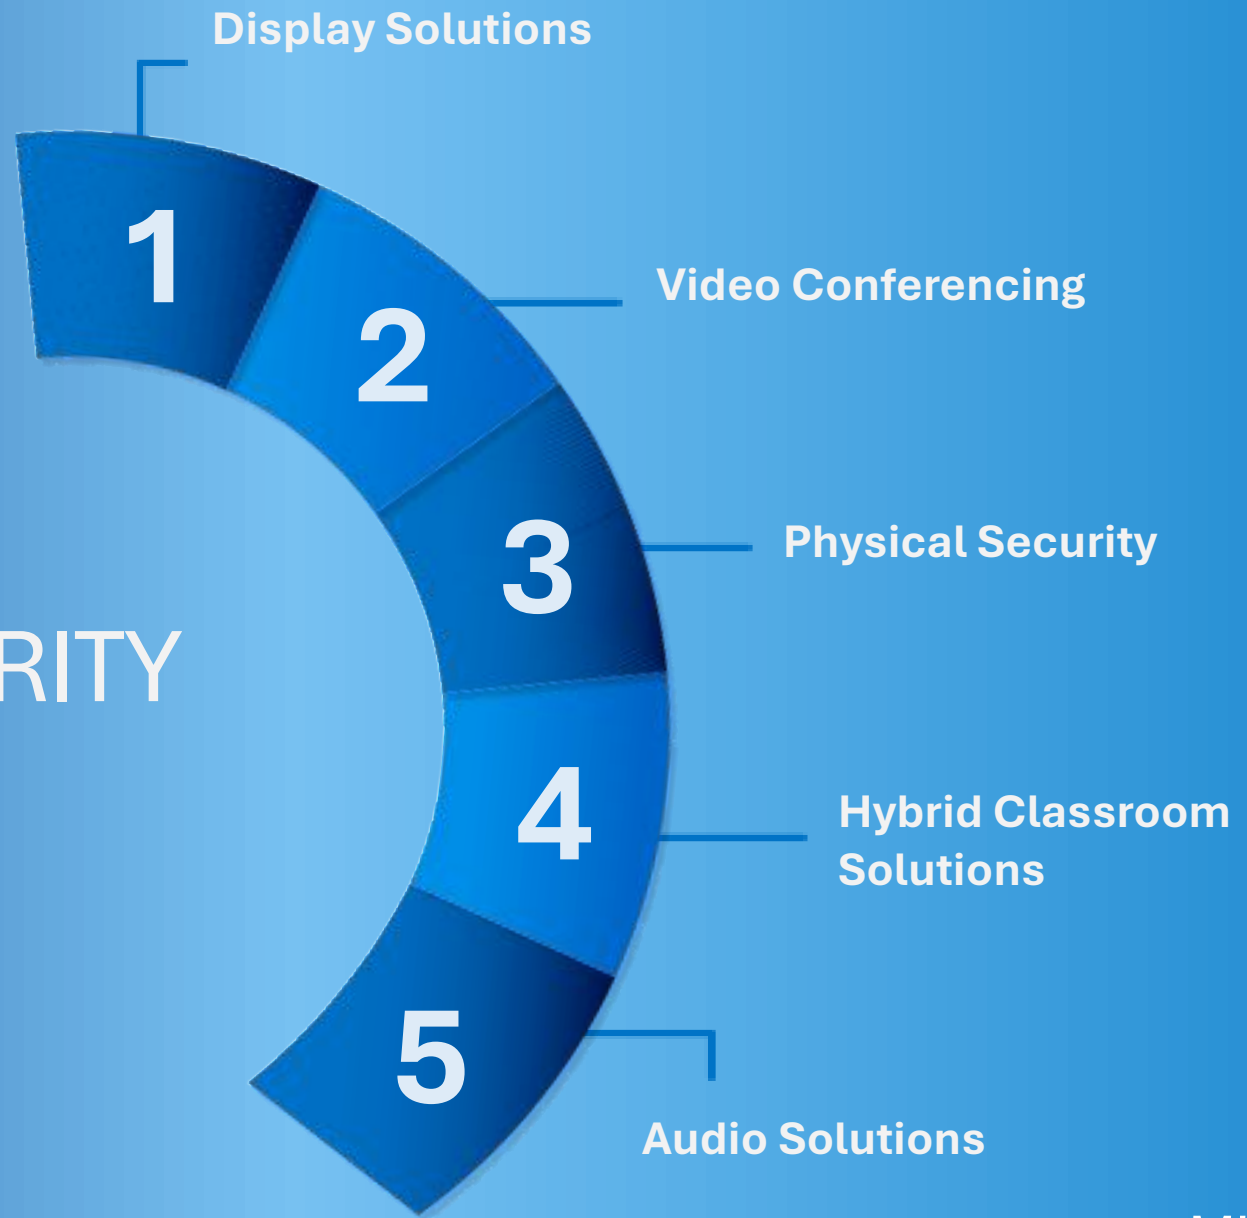 Display Solutions
1
Video Conferencing
2
Physical Security
3
RITY
Hybrid Classroom
Solutions
4
5
Audio Solutions